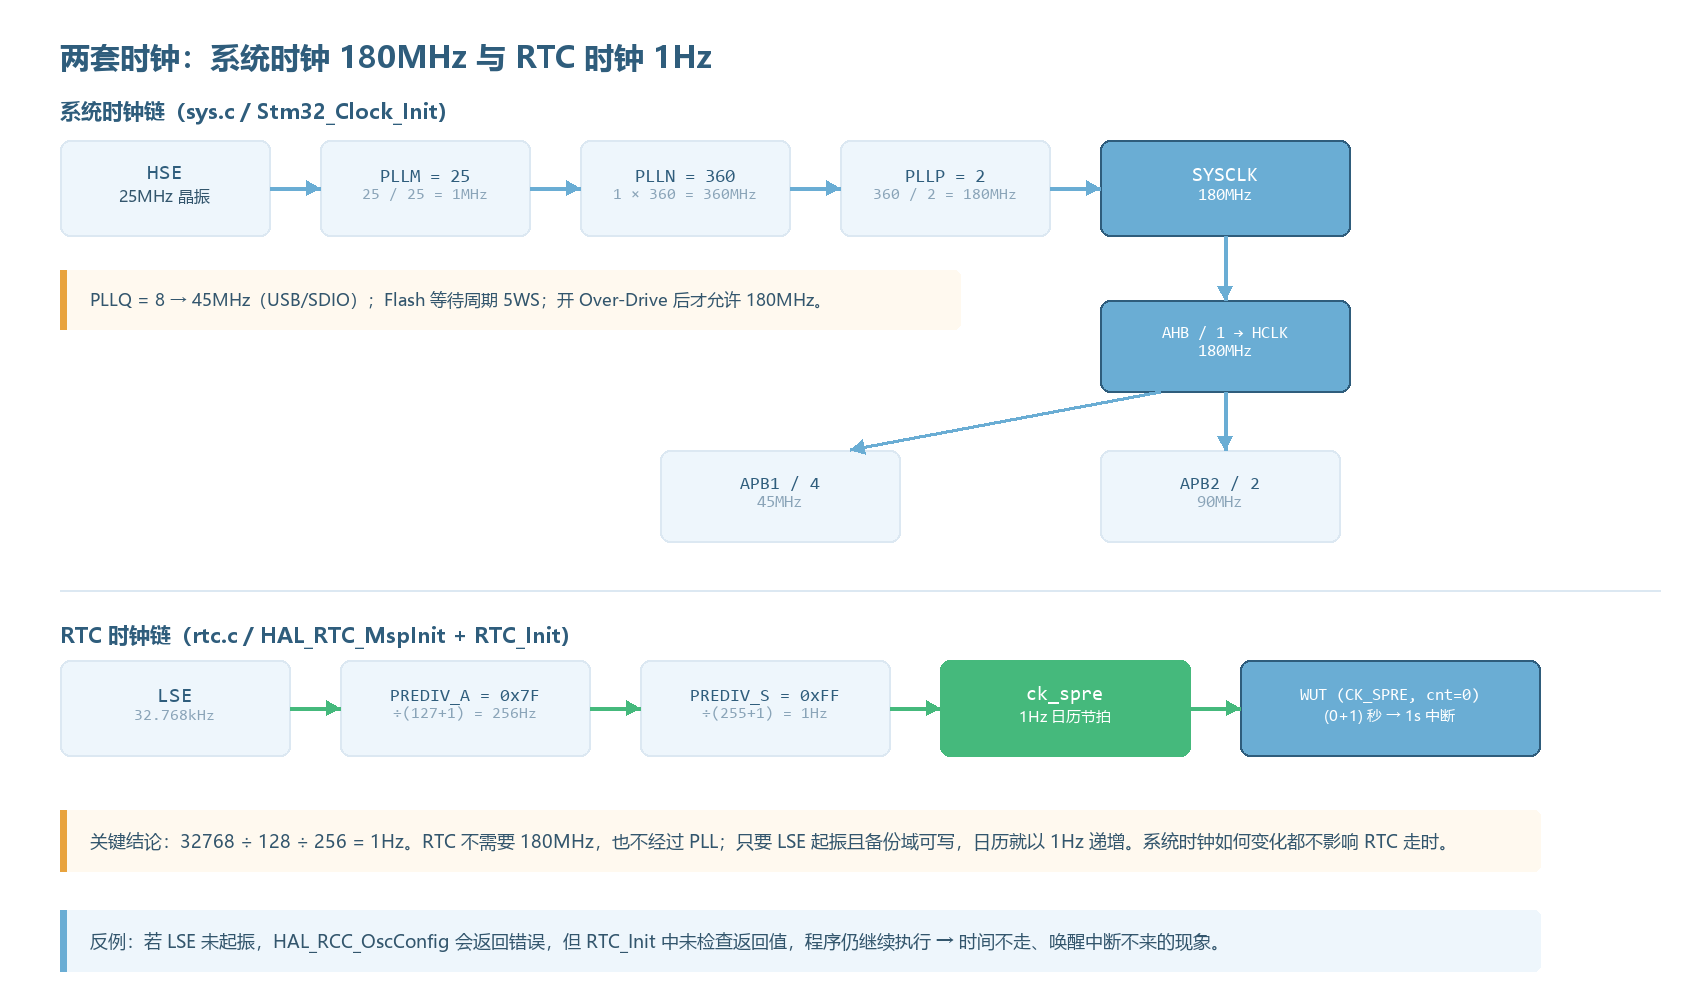 两套时钟：系统时钟 180MHz 与 RTC 时钟 1Hz
系统时钟链（sys.c / Stm32_Clock_Init）
HSE
25MHz 晶振
PLLM = 25
25 / 25 = 1MHz
PLLN = 360
1 × 360 = 360MHz
PLLP = 2
360 / 2 = 180MHz
SYSCLK
180MHz
PLLQ = 8 → 45MHz（USB/SDIO）；Flash 等待周期 5WS；开 Over-Drive 后才允许 180MHz。
AHB / 1 → HCLK
180MHz
APB1 / 4
45MHz
APB2 / 2
90MHz
RTC 时钟链（rtc.c / HAL_RTC_MspInit + RTC_Init）
LSE
32.768kHz
PREDIV_A = 0x7F
÷(127+1) = 256Hz
PREDIV_S = 0xFF
÷(255+1) = 1Hz
ck_spre
1Hz 日历节拍
WUT (CK_SPRE, cnt=0)
(0+1) 秒 → 1s 中断
关键结论：32768 ÷ 128 ÷ 256 = 1Hz。RTC 不需要 180MHz，也不经过 PLL；只要 LSE 起振且备份域可写，日历就以 1Hz 递增。系统时钟如何变化都不影响 RTC 走时。
反例：若 LSE 未起振，HAL_RCC_OscConfig 会返回错误，但 RTC_Init 中未检查返回值，程序仍继续执行 → 时间不走、唤醒中断不来的现象。